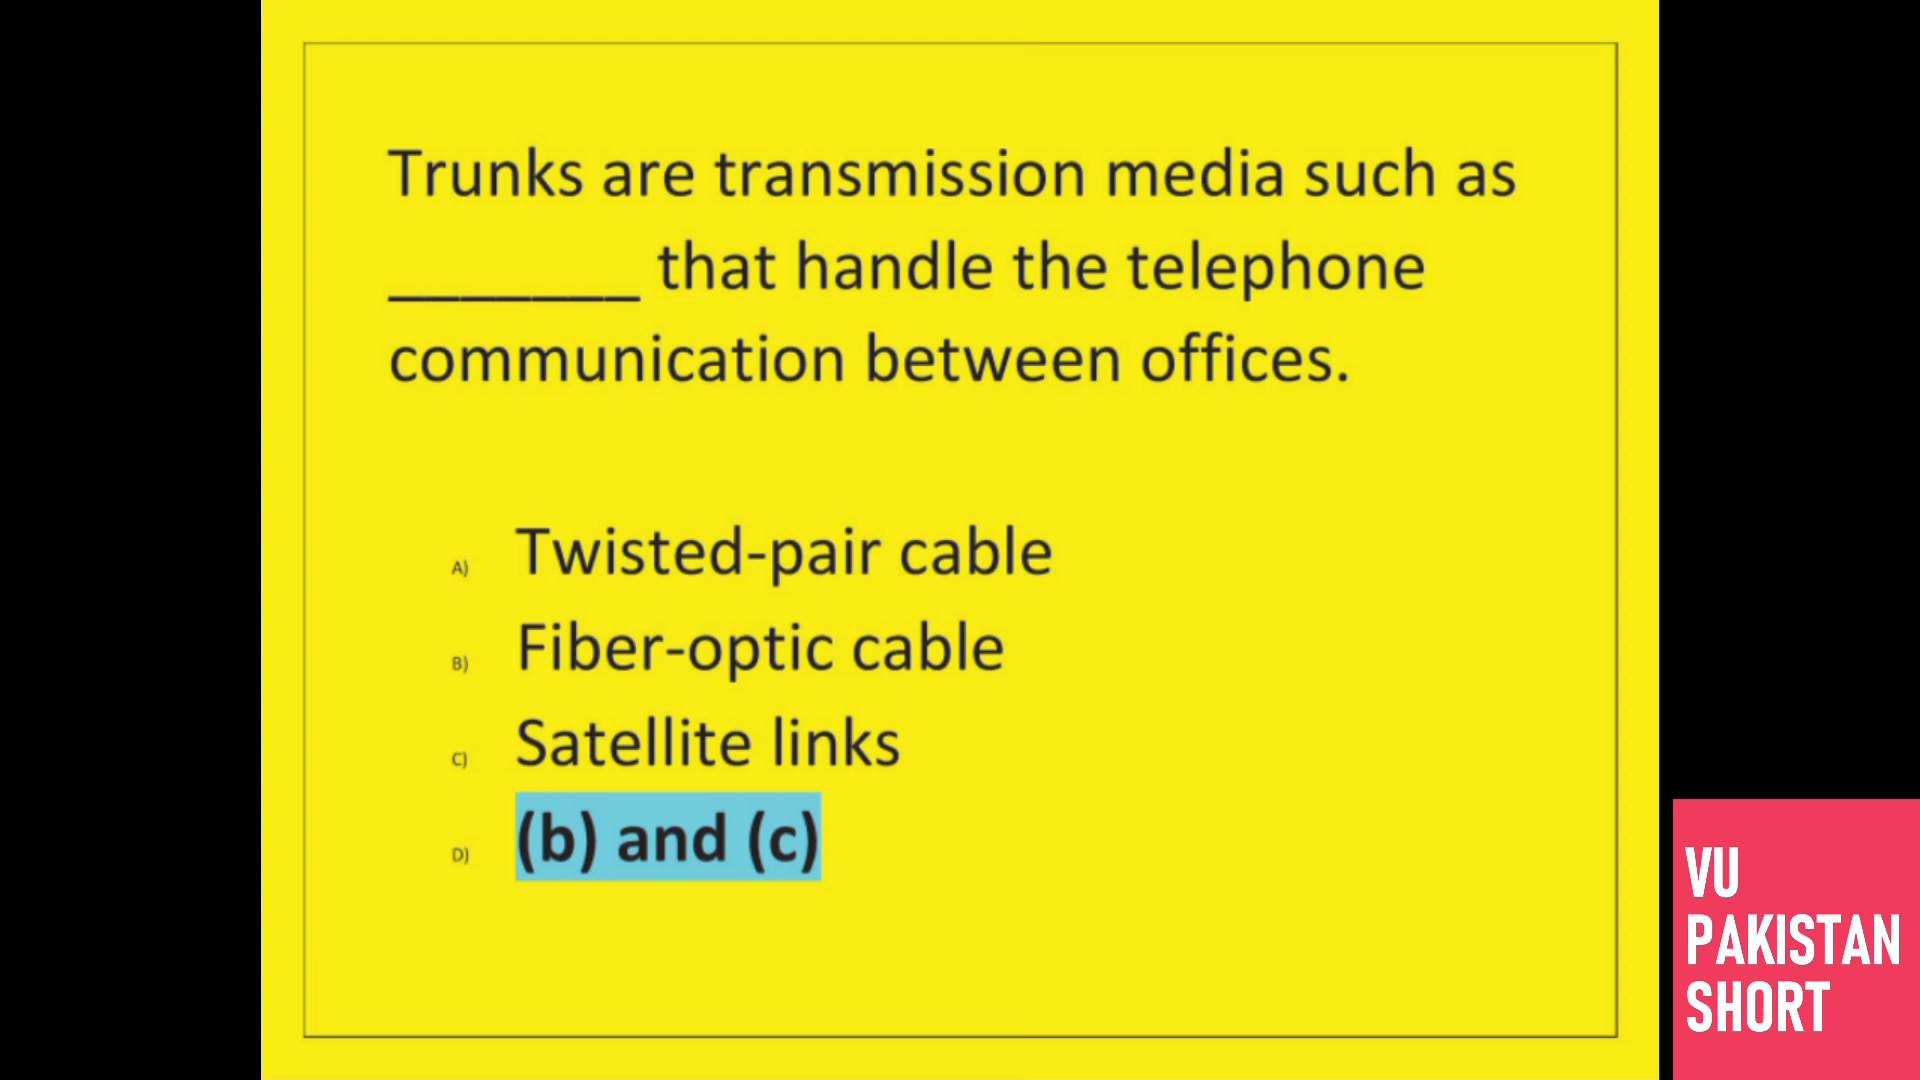 Trunks are transmission media such as
_______ that handle the telephone
communication between offices.
A) Twisted-pair cable
B) Fiber-optic cable
C) Satellite links
D) (b) and (c)
VU
PAKISTAN
SHORT